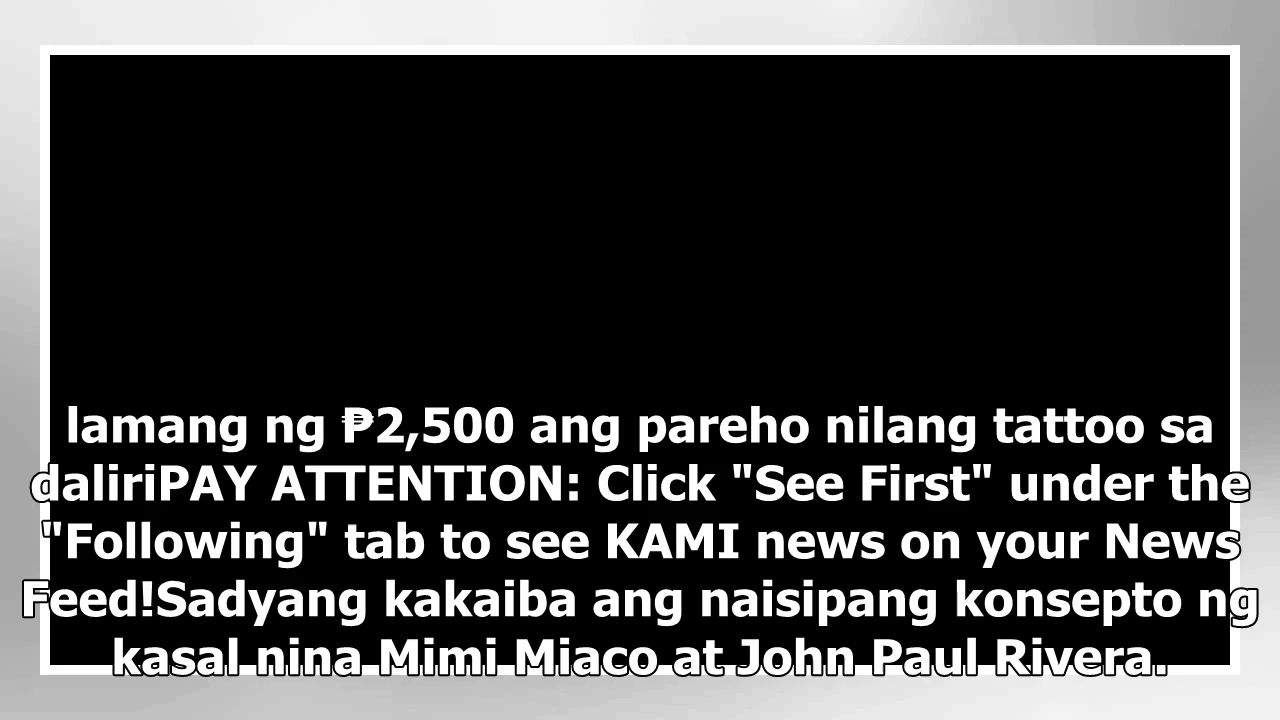 lamang ng ₱2,500 ang pareho nilang tattoo sa
daliriPAY ATTENTION: Click "See First" under the
"Following" tab to see KAMI news on your News
Feed!Sadyang kakaiba ang naisipang konsepto ng
kasal nina Mimi Miaco at John Paul Rivera.